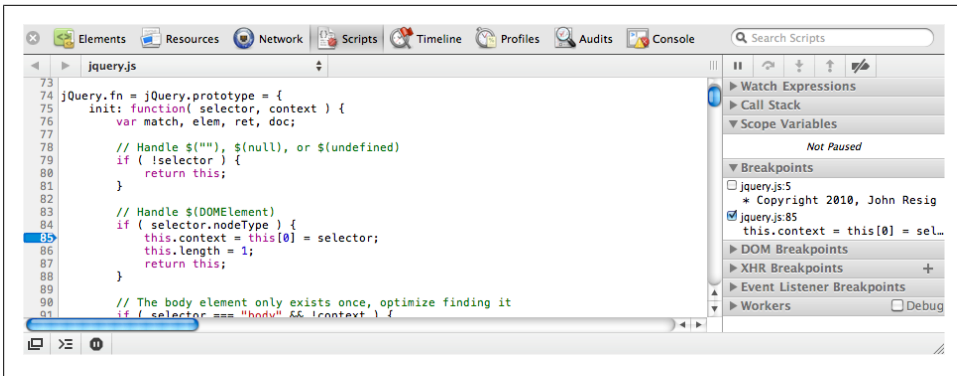 Elements Resources Network Scripts Timeline Profiles Audits Console Search Scripts
jquery.js
73
74 jQuery.fn = jQuery.prototype = {
75     init: function( selector, context ) {
76         var match, elem, ret, doc;
77
78         // Handle $(""), $(null), or $(undefined)
79         if ( !selector ) {
80             return this;
81         }
82
83         // Handle $(DOMElement)
84         if ( selector.nodeType ) {
85             this.context = this[0] = selector;
86             this.length = 1;
87             return this;
88         }
89
90         // The body element only exists once, optimize finding it
91         if ( selector === "body" && !context ) {
Watch Expressions
Call Stack
Scope Variables
Not Paused
Breakpoints
jquery.js:5
* Copyright 2010, John Resig
jquery.js:85
this.context = this[0] = sel…
DOM Breakpoints
XHR Breakpoints +
Event Listener Breakpoints
Workers Debug